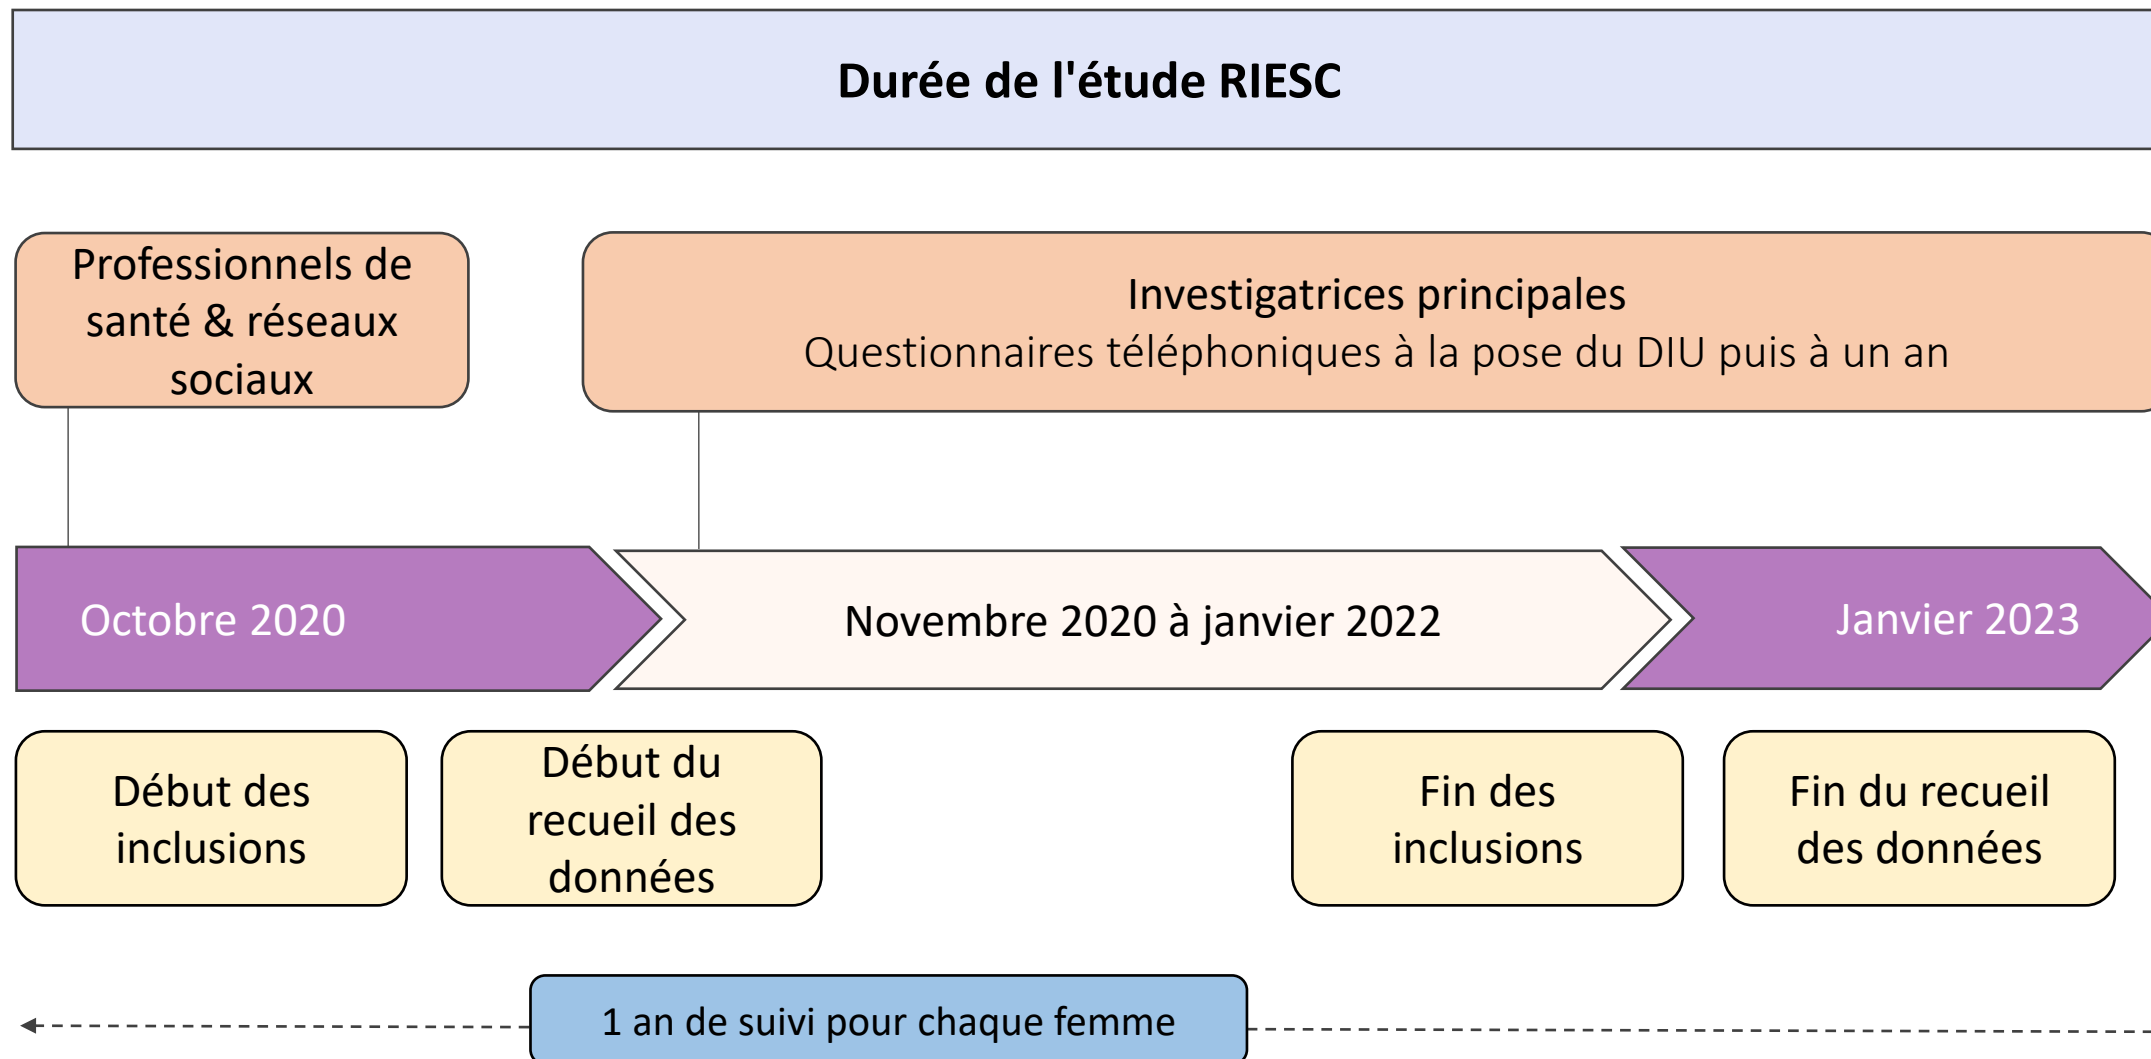 Durée de l'étude RIESC
Professionnels de
santé & réseaux
sociaux
Investigatrices principales
Questionnaires téléphoniques à la pose du DIU puis à un an
Octobre 2020
Novembre 2020 à janvier 2022
Janvier 2023
Début des
inclusions
Début du
recueil des
données
Fin des
inclusions
Fin du recueil
des données
1 an de suivi pour chaque femme